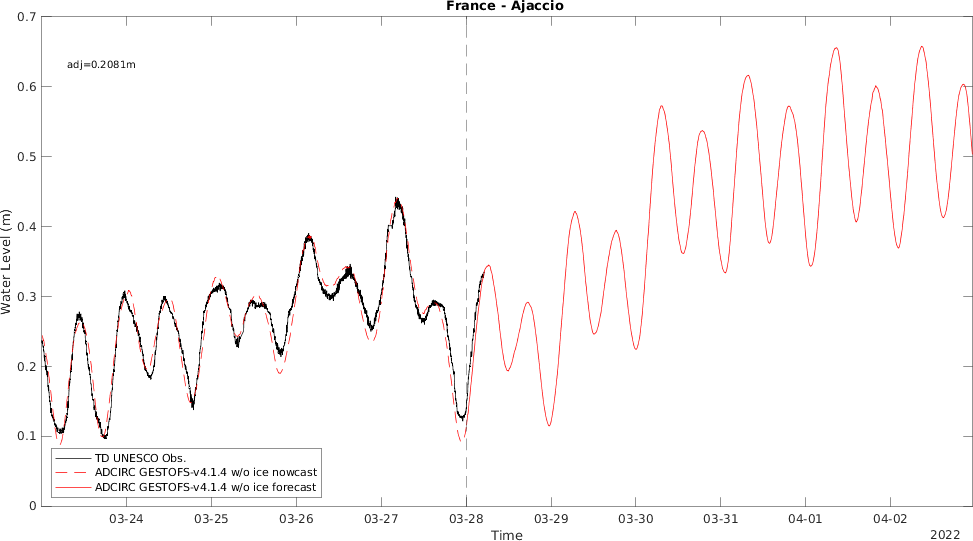 France - Ajaccio
adj=0.2081m
Water Level (m)
0.7
0.6
0.5
0.4
0.3
0.2
0.1
0
TD UNESCO Obs.
ADCIRC GESTOFS-v4.1.4 w/o ice nowcast
ADCIRC GESTOFS-v4.1.4 w/o ice forecast
03-24 03-25 03-26 03-27 03-28 03-29 03-30 03-31 04-01 04-02
Time
2022